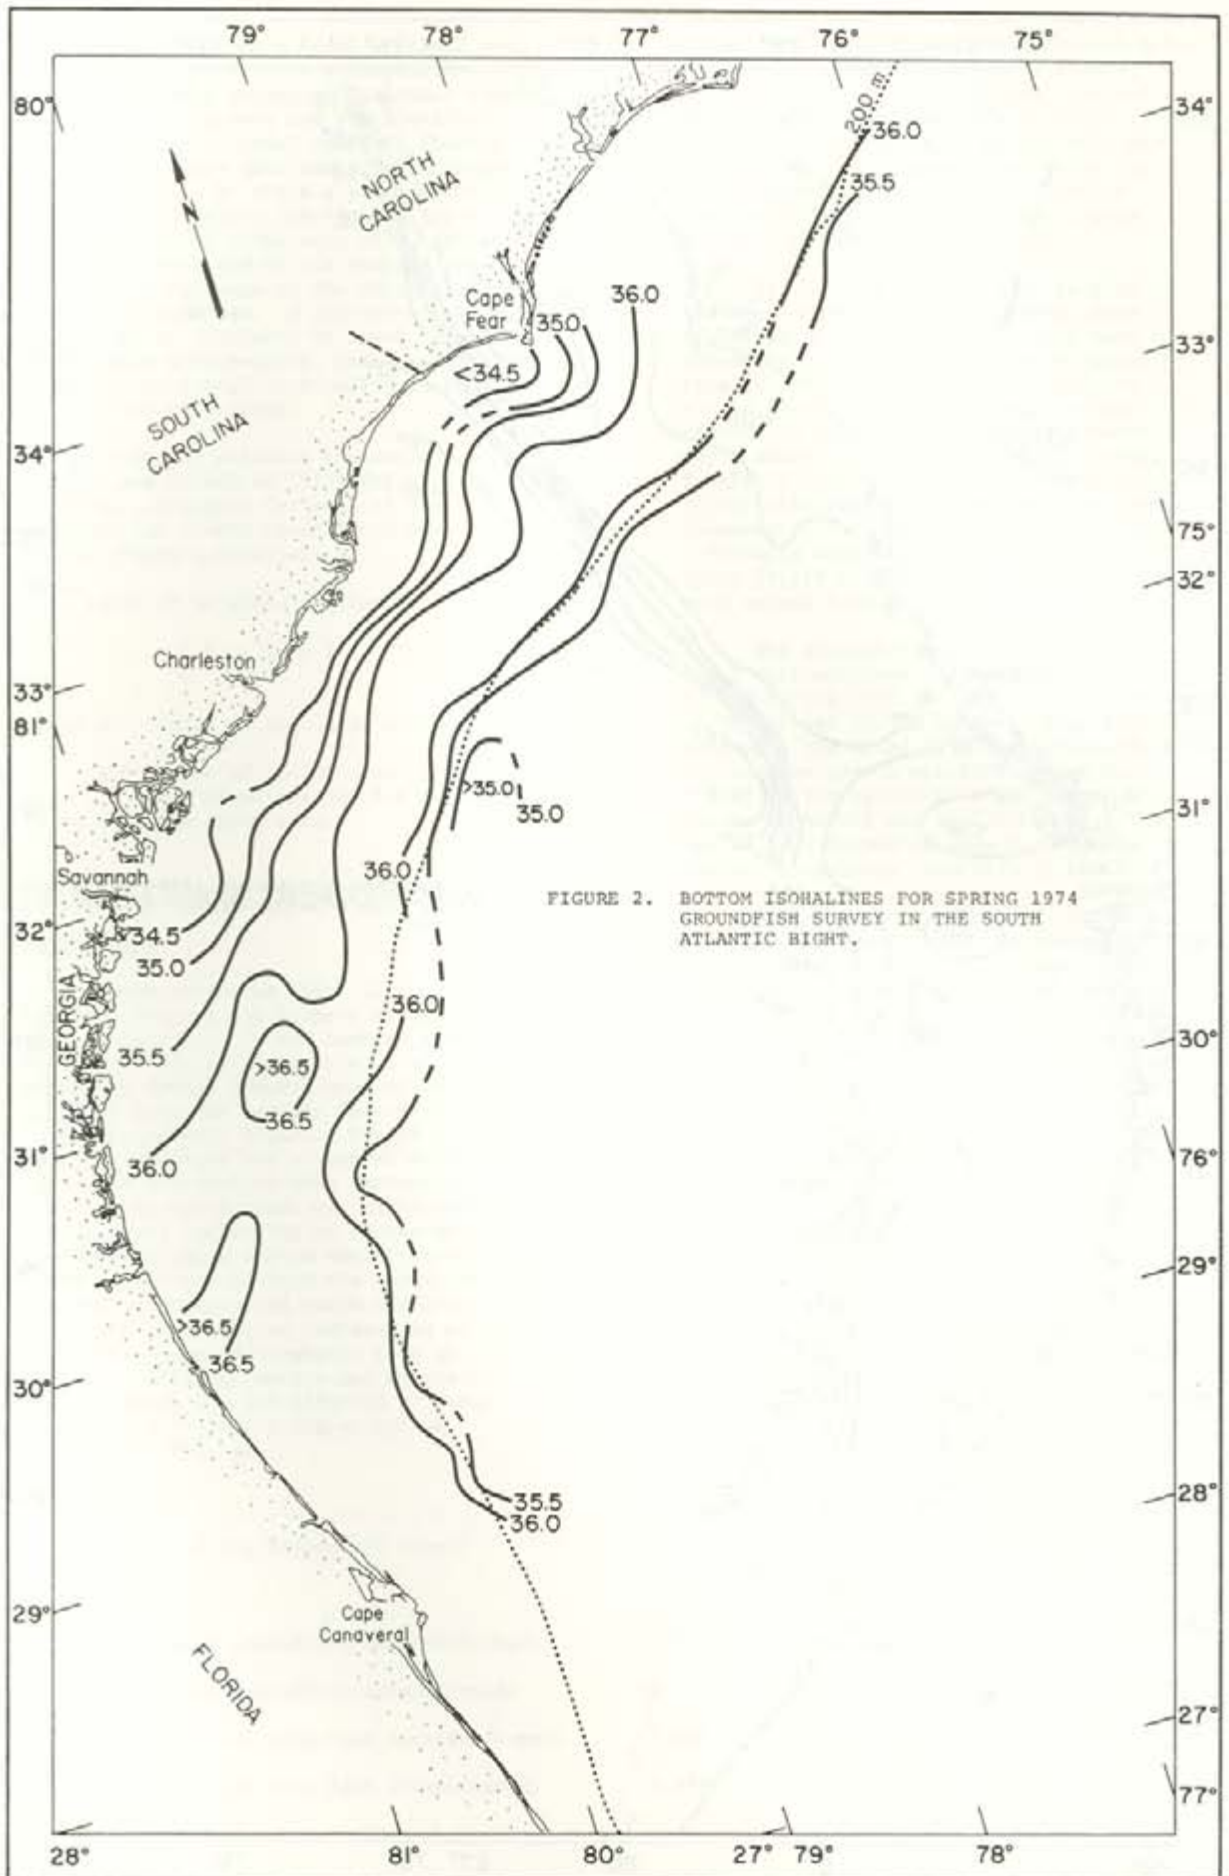 79° 78° 77° 76° 75°
80°
34°
200 m
36.0
35.5
NORTH
CAROLINA
N
Cape
Fear
35.0
36.0
<34.5
33°
SOUTH
CAROLINA
34°
75°
32°
Charleston
33°
81°
>35.0
35.0
31°
36.0
Savannah
FIGURE 2. BOTTOM ISOHALINES FOR SPRING 1974
GROUNDFISH SURVEY IN THE SOUTH
ATLANTIC BIGHT.
32°
<34.5
35.0
36.0
GEORGIA
35.5
30°
>36.5
36.5
31°
36.0
76°
29°
>36.5
36.5
30°
35.5
36.0
28°
29°
Cape
Canaveral
FLORIDA
27°
77°
28° 81° 80° 27° 79° 78°